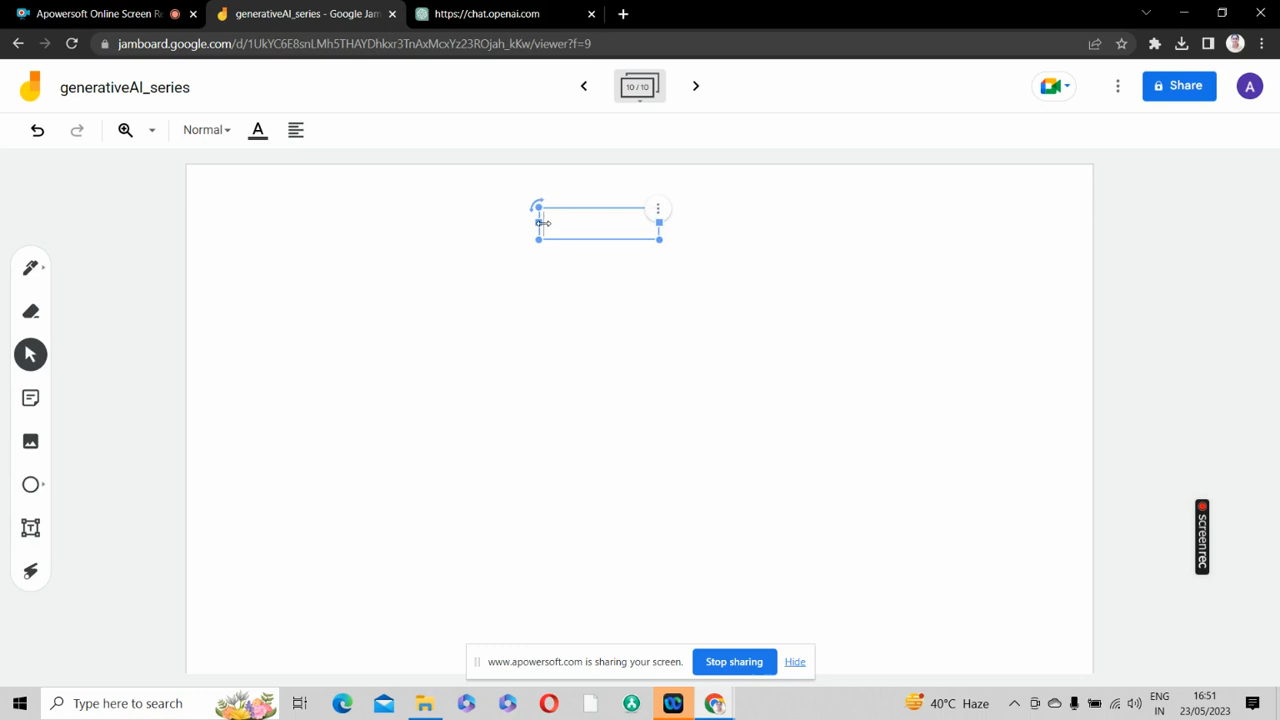 Apowersoft Online Screen Re
generativeAI_series - Google Jam
https://chat.openai.com
jamboard.google.com/d/1UkYC6E8snLMh5THAYDhkxr3TnAxMcxYz23ROjah_kKw/viewer?f=9
generativeAI_series
10 / 10
Share
A
Normal
A
T
screenrec
www.apowersoft.com is sharing your screen.
Stop sharing
Hide
Type here to search
40°C Haze
ENG
IN
16:51
23/05/2023